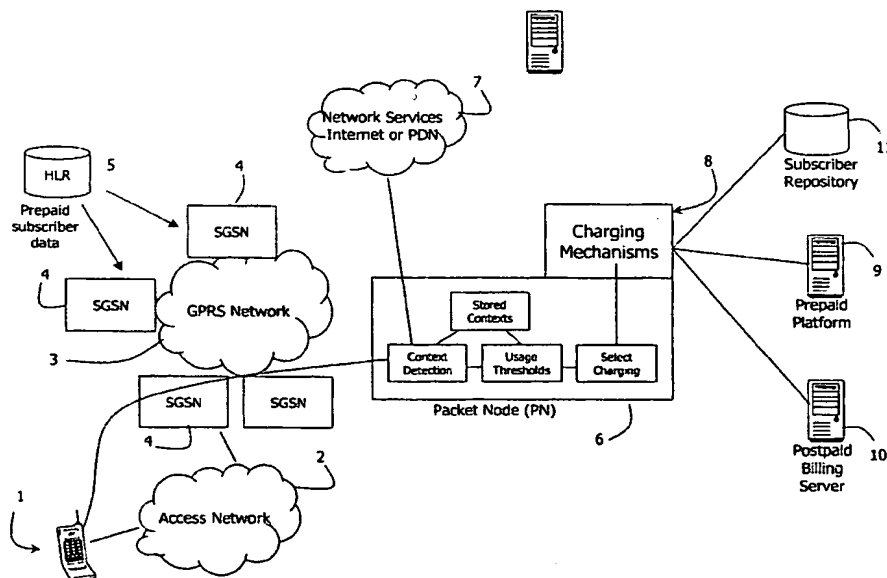 7
Network Services
Internet or PDN
HLR
5
Prepaid
subscriber
data
4
SGSN
4
SGSN
GPRS Network
3
8
Charging
Mechanisms
11
Subscriber
Repository
9
Prepaid
Platform
Stored
Contexts
Context
Detection
Usage
Thresholds
Select
Charging
Packet Node (PN)
6
SGSN
SGSN
4
2
Access Network
1
Postpaid
Billing
Server
10